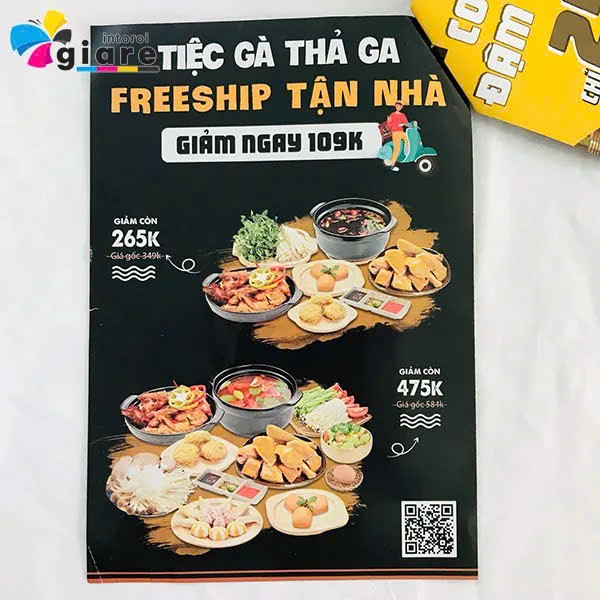 intoroi
giare
TIỆC GÀ THẢ GA
FREESHIP TẬN NHÀ
GIẢM NGAY 109K
GIẢM CÒN
265K
Giá gốc 349k
GIẢM CÒN
475K
Giá gốc 584k
ĐẬM